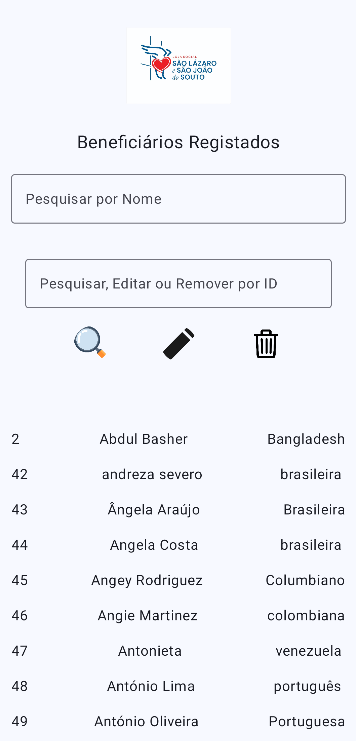 SÃO LÁZARO
e SÃO JOÃO
do SOUTO
Beneficiários Registados
Pesquisar por Nome
Pesquisar, Editar ou Remover por ID
2 Abdul Basher Bangladesh
42 andreza severo brasileira
43 Ângela Araújo Brasileira
44 Angela Costa brasileira
45 Angey Rodriguez Columbiano
46 Angie Martinez colombiana
47 Antonieta venezuela
48 António Lima português
49 António Oliveira Portuguesa